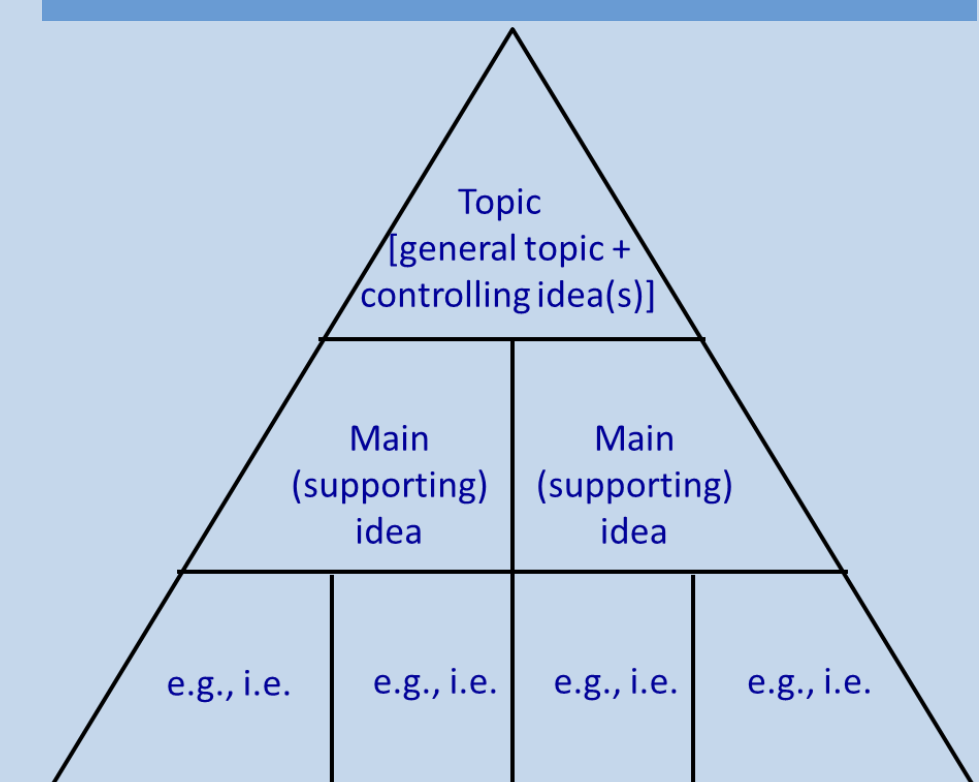 Topic
[general topic +
controlling idea(s)]
Main
(supporting)
idea
Main
(supporting)
idea
e.g., i.e.
e.g., i.e.
e.g., i.e.
e.g., i.e.